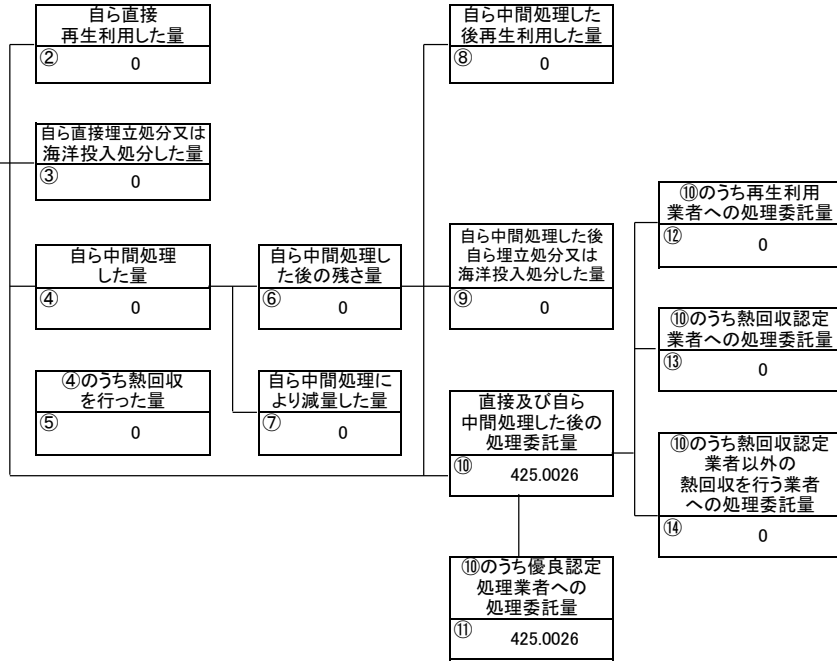 自ら直接
再生利用した量
②
0
自ら中間処理した
後再生利用した量
⑧
0
自ら直接埋立処分又は
海洋投入処分した量
③
0
⑩のうち再生利用
業者への処理委託量
⑫
0
自ら中間処理
した量
④
0
自ら中間処理し
た後の残さ量
⑥
0
自ら中間処理した後
自ら埋立処分又は
海洋投入処分した量
⑨
0
⑩のうち熱回収認定
業者への処理委託量
⑬
0
④のうち熱回収
を行った量
⑤
0
自ら中間処理に
より減量した量
⑦
0
直接及び自ら
中間処理した後の
処理委託量
⑩
425.0026
⑩のうち熱回収認定
業者以外の
熱回収を行う業者
への処理委託量
⑭
0
⑩のうち優良認定
処理業者への
処理委託量
⑪
425.0026